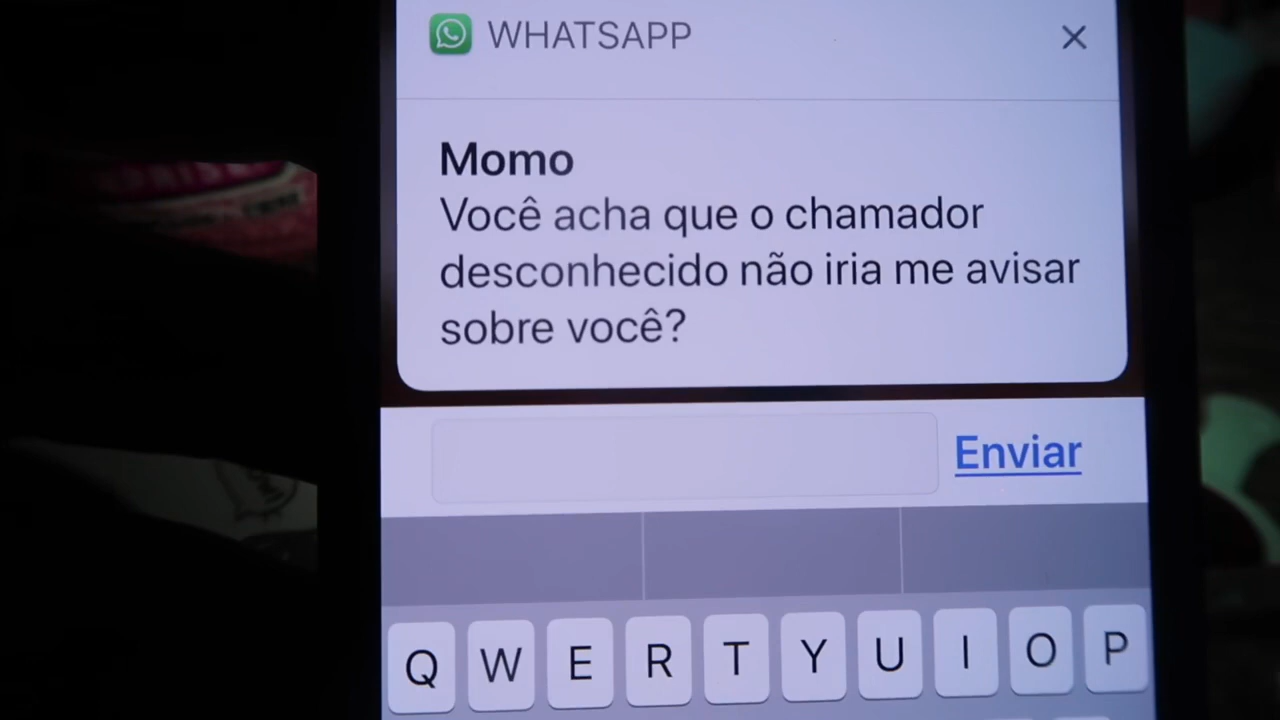 WHATSAPP
Momo
Você acha que o chamador
desconhecido não iria me avisar
sobre você?
Enviar
Q W E R T Y U I O P